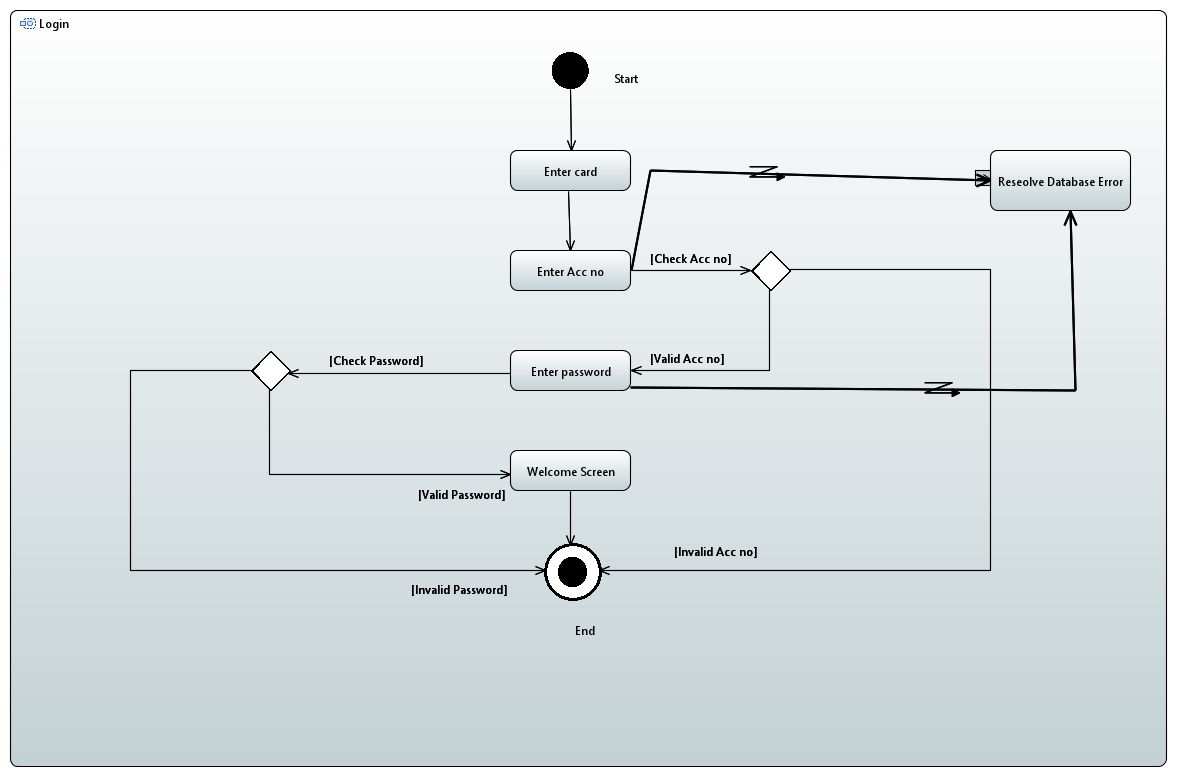 Login
Start
Enter card
Reseolve Database Error
Enter Acc no
[Check Acc no]
[Check Password]
Enter password
[Valid Acc no]
Welcome Screen
[Valid Password]
[Invalid Acc no]
[Invalid Password]
End